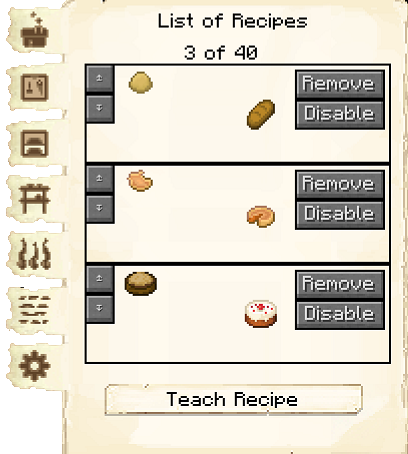 List of Recipes
3 of 40
Remove
Disable
Remove
Disable
Remove
Disable
Teach Recipe